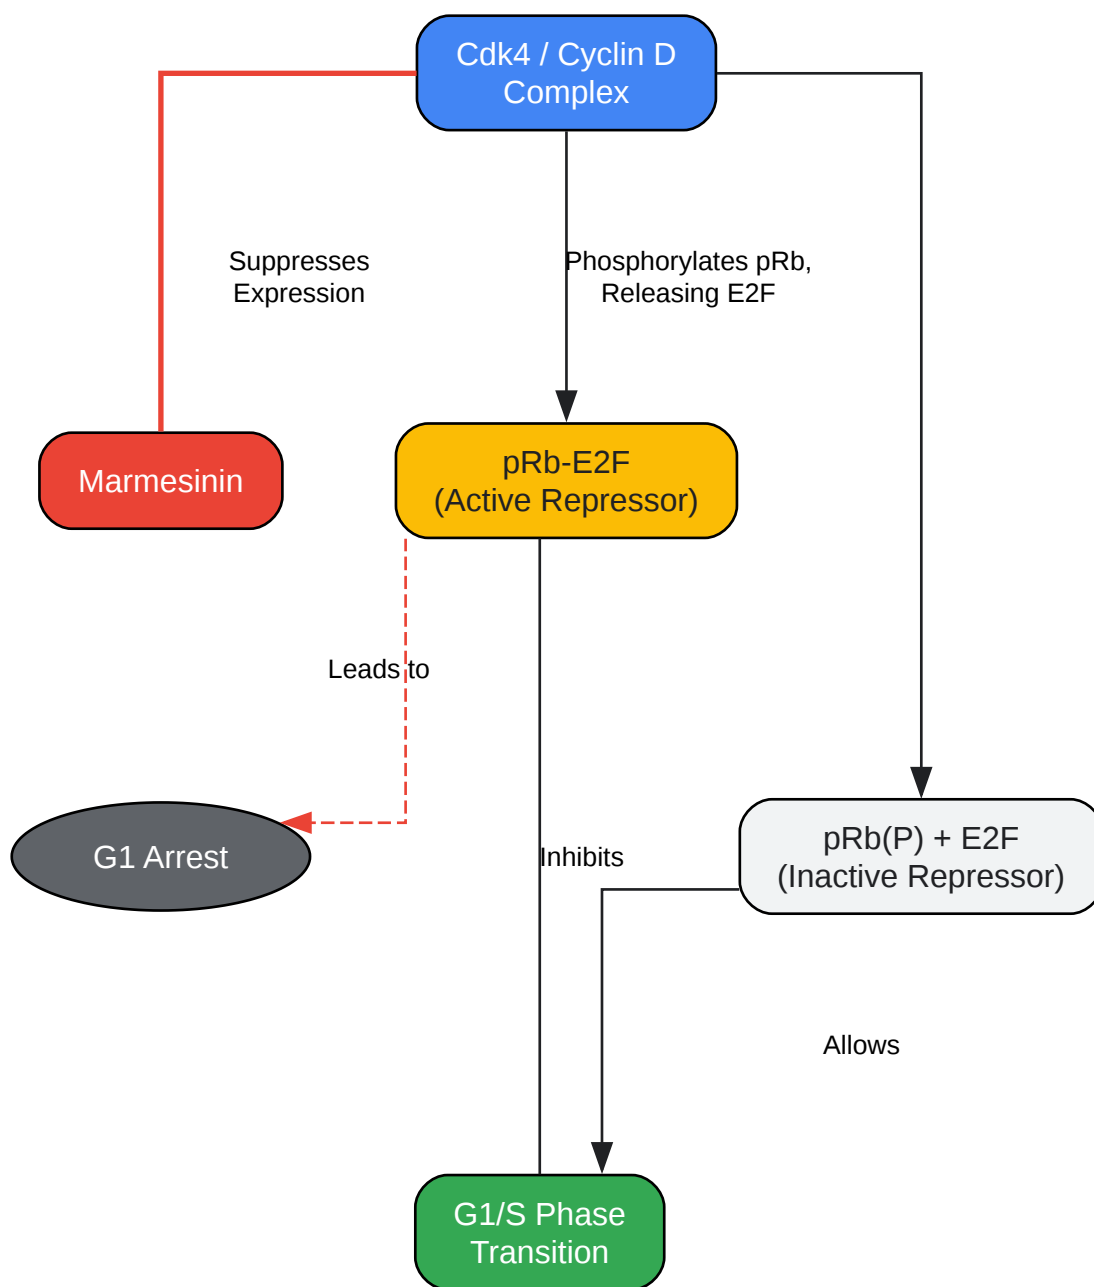 Cdk4 / Cyclin D
Complex
Suppresses
Expression
Phosphorylates pRb,
Releasing E2F
Marmesinin
pRb-E2F
(Active Repressor)
Leads to
G1 Arrest
Inhibits
pRb(P) + E2F
(Inactive Repressor)
Allows
G1/S Phase
Transition